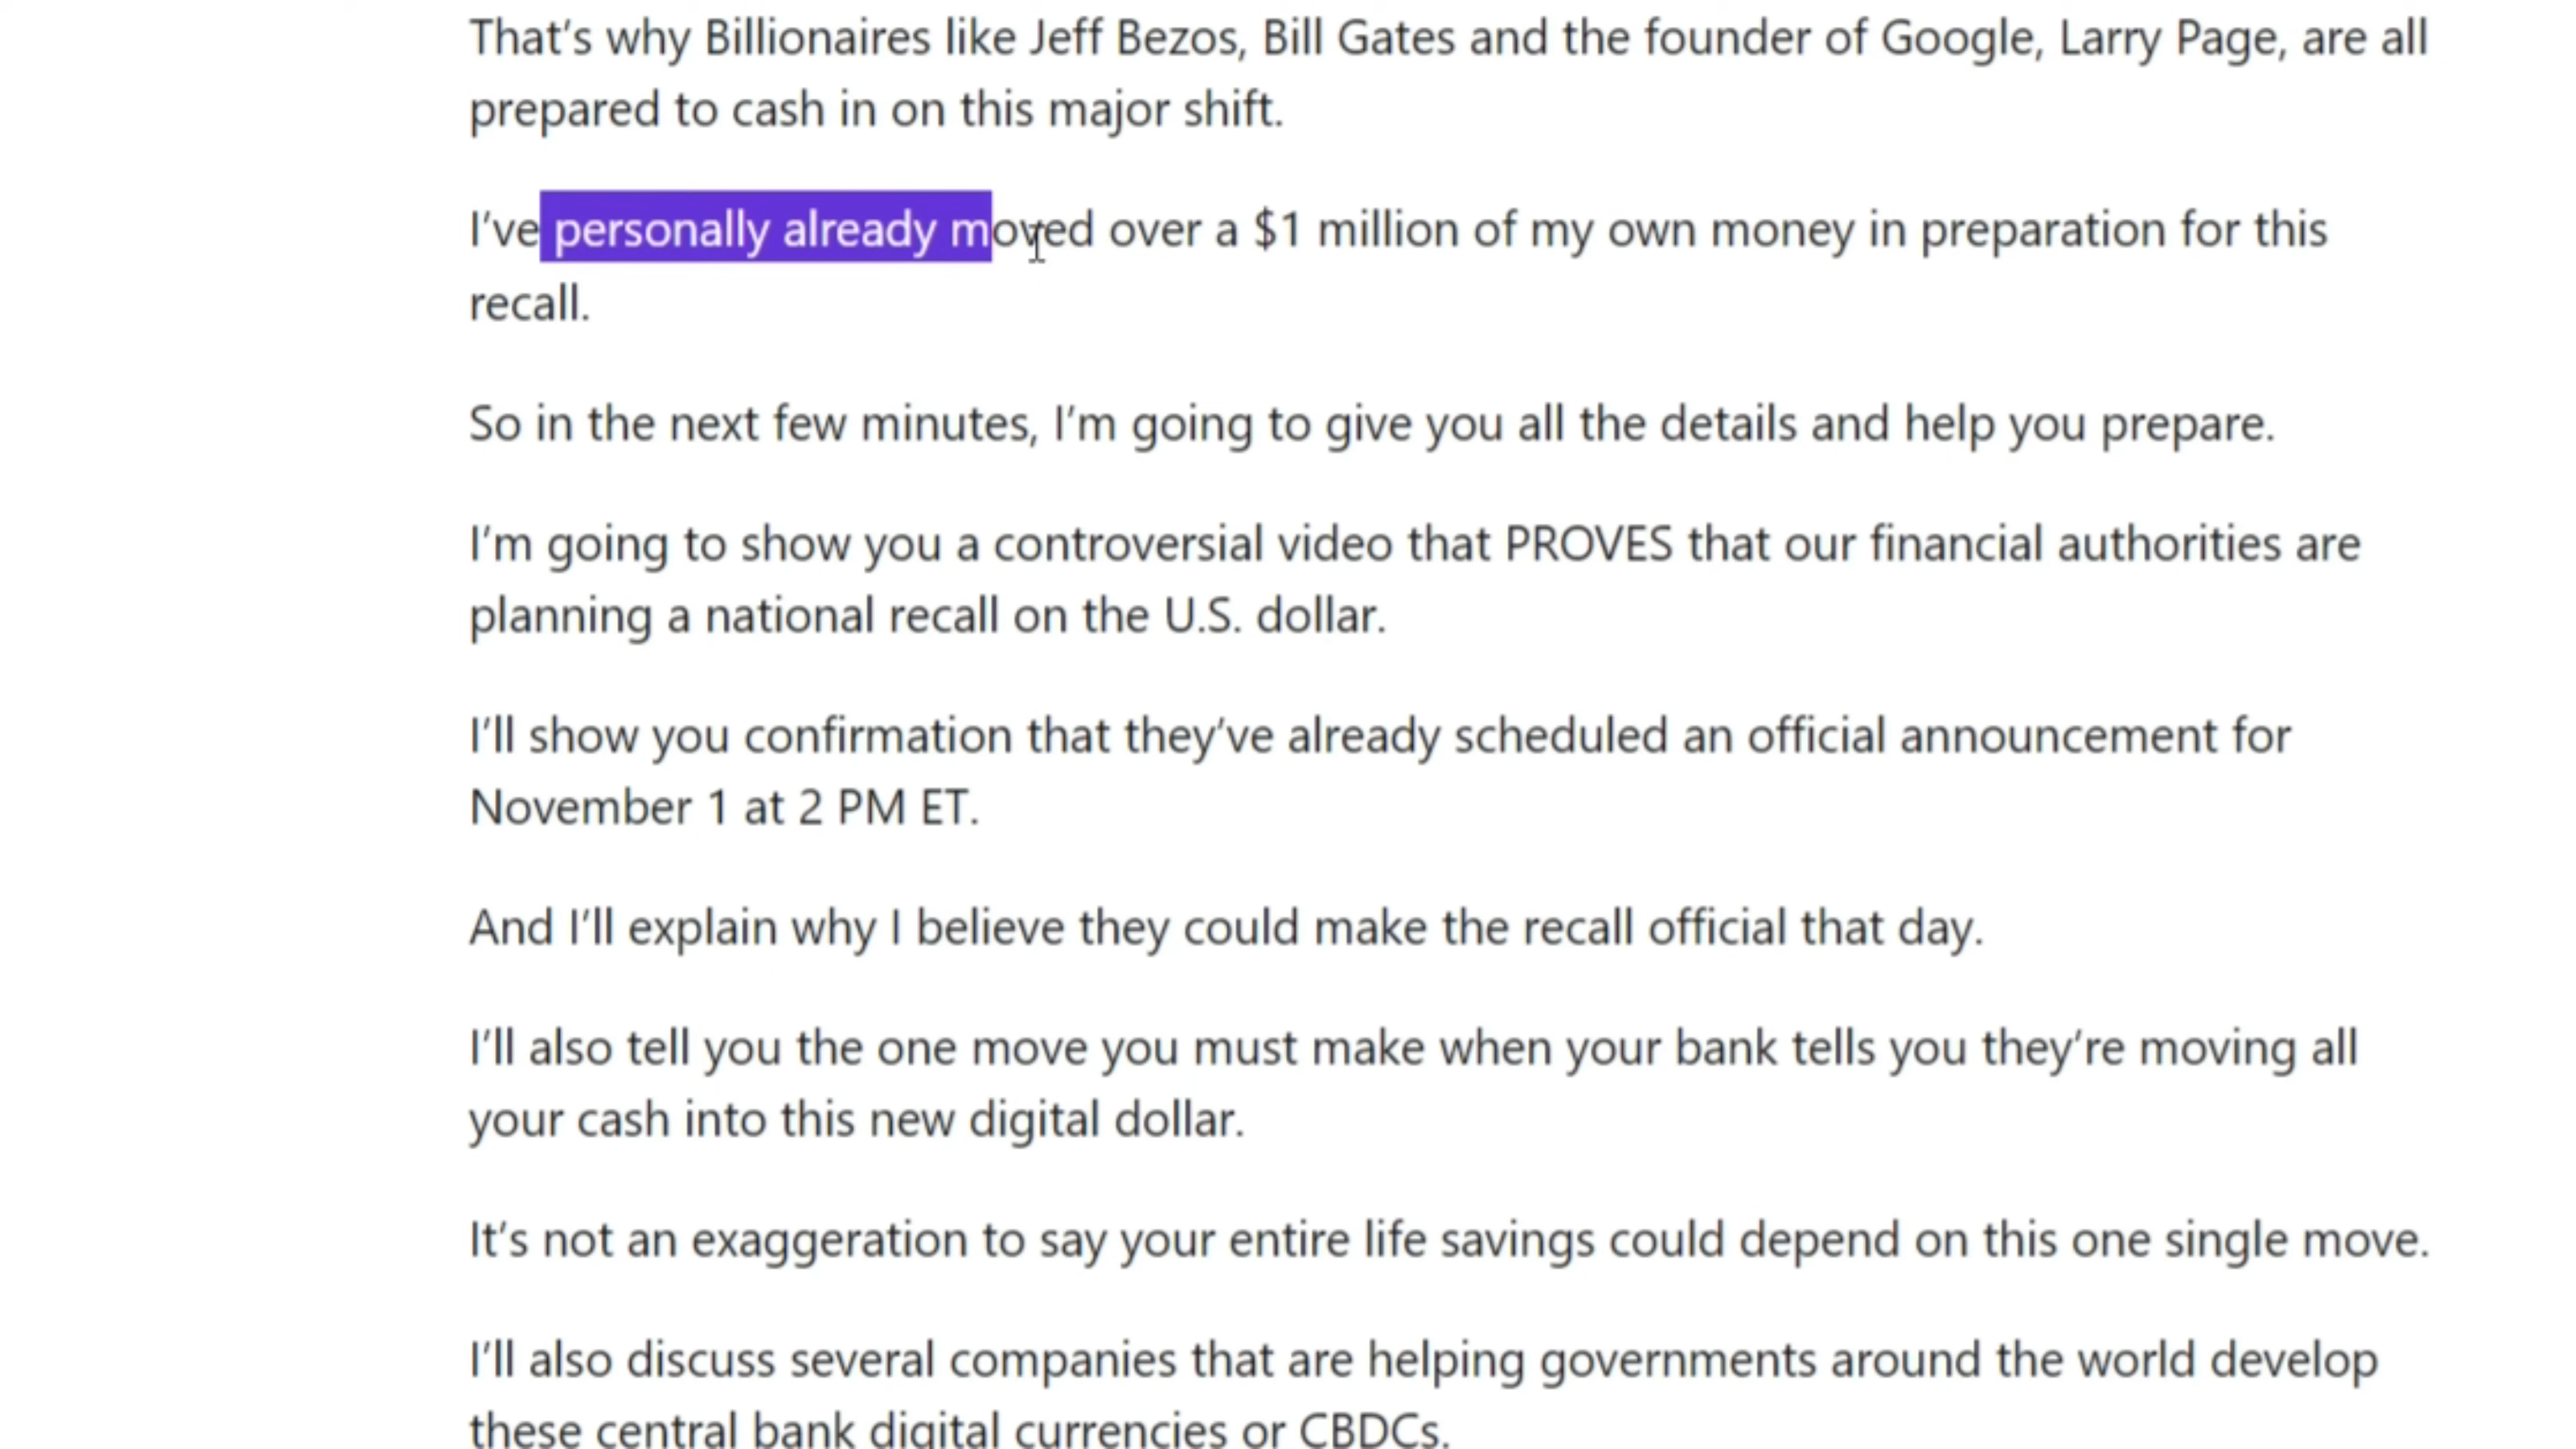 That’s why Billionaires like Jeff Bezos, Bill Gates and the founder of Google, Larry Page, are all
prepared to cash in on this major shift.
I’ve personally already moved over a $1 million of my own money in preparation for this
recall.
So in the next few minutes, I’m going to give you all the details and help you prepare.
I’m going to show you a controversial video that PROVES that our financial authorities are
planning a national recall on the U.S. dollar.
I’ll show you confirmation that they’ve already scheduled an official announcement for
November 1 at 2 PM ET.
And I’ll explain why I believe they could make the recall official that day.
I’ll also tell you the one move you must make when your bank tells you they’re moving all
your cash into this new digital dollar.
It’s not an exaggeration to say your entire life savings could depend on this one single move.
I’ll also discuss several companies that are helping governments around the world develop
these central bank digital currencies or CBDCs.